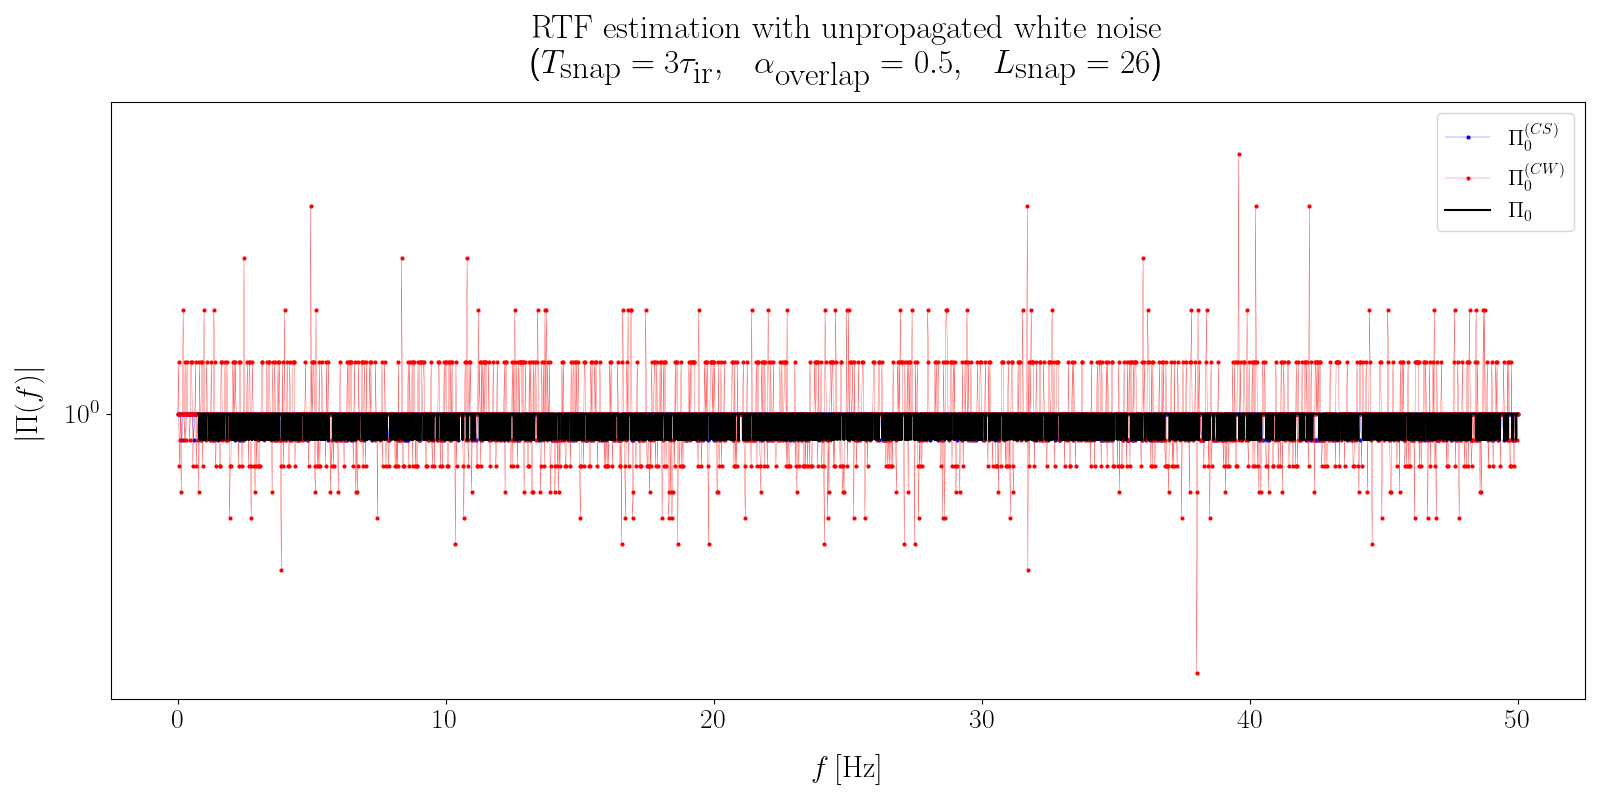 RTF estimation with unpropagated white noise
(T_snap = 3τ_ir,   α_overlap = 0.5,   L_snap = 26)
Π_0^(CS)
Π_0^(CW)
Π_0
|Π(f)|
10^0
0 10 20 30 40 50
f [Hz]